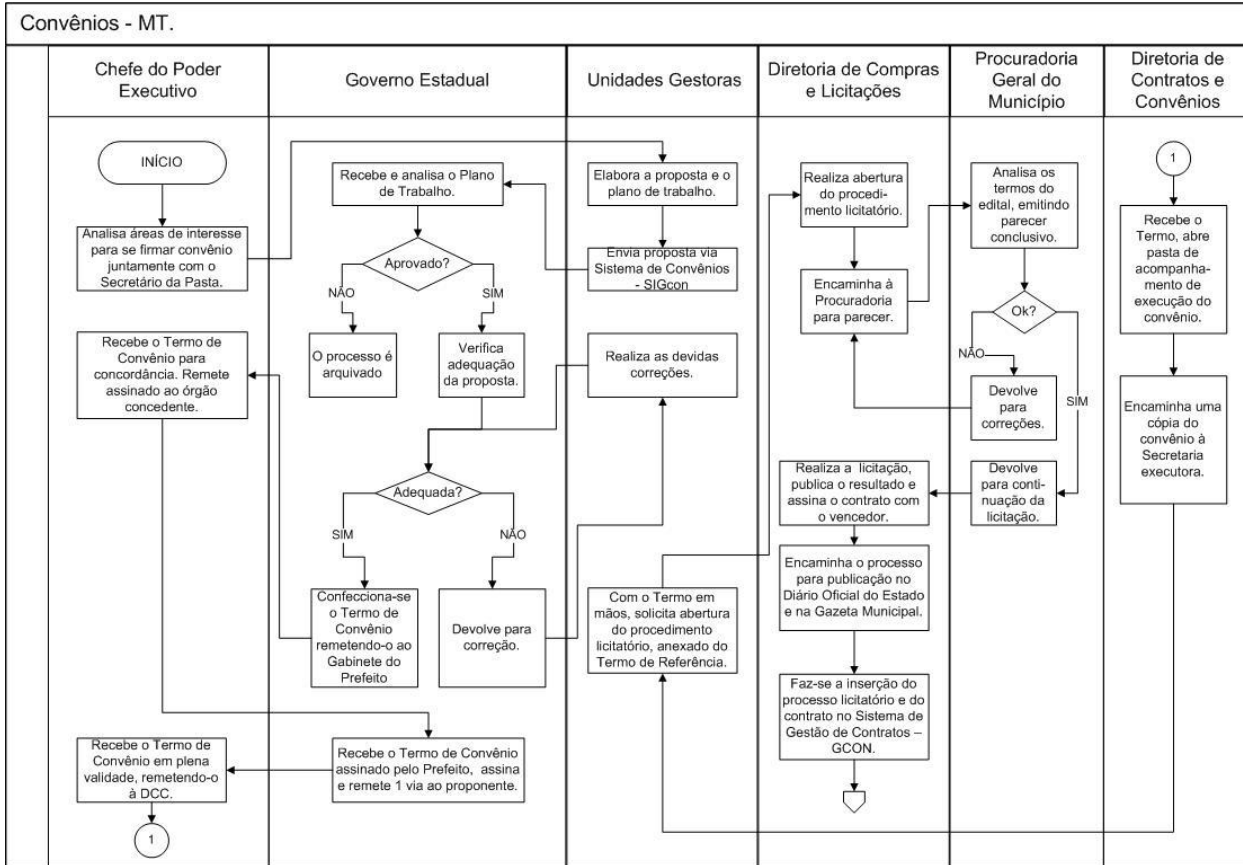 Convênios - MT.
Chefe do Poder
Executivo
Governo Estadual
Unidades Gestoras
Diretoria de Compras
e Licitações
Procuradoria
Geral do
Município
Diretoria de
Contratos e
Convênios
INÍCIO
Analisa áreas de interesse
para se firmar convênio
juntamente com o
Secretário da Pasta.
Recebe o Termo de
Convênio para
concordância. Remete
assinado ao órgão
concedente.
Recebe o Termo de
Convênio em plena
validade, remetendo-o
à DCC.
1
Recebe e analisa o Plano
de Trabalho.
Aprovado?
NÃO
SIM
O processo é
arquivado
Verifica
adequação
da proposta.
Adequada?
SIM
NÃO
Confecciona-se
o Termo de
Convênio
remetendo-o ao
Gabinete do
Prefeito
Devolve para
correção.
Recebe o Termo de Convênio
assinado pelo Prefeito, assina
e remete 1 via ao proponente.
Elabora a proposta e o
plano de trabalho.
Envia proposta via
Sistema de Convênios
- SIGcon
Realiza as devidas
correções.
Com o Termo em
mãos, solicita abertura
do procedimento
licitatório, anexado do
Termo de Referência.
Realiza abertura
do procedi-
mento licitatório.
Encaminha à
Procuradoria
para parecer.
Realiza a licitação,
publica o resultado e
assina o contrato com
o vencedor.
Encaminha o processo
para publicação no
Diário Oficial do Estado
e na Gazeta Municipal.
Faz-se a inserção do
processo licitatório e do
contrato no Sistema de
Gestão de Contratos –
GCON.
Analisa os
termos do
edital, emitindo
parecer
conclusivo.
Ok?
NÃO
SIM
Devolve
para
correções.
Devolve
para conti-
nuação da
licitação.
1
Recebe o
Termo, abre
pasta de
acompanha-
mento de
execução do
convênio.
Encaminha uma
cópia do
convênio à
Secretaria
executora.